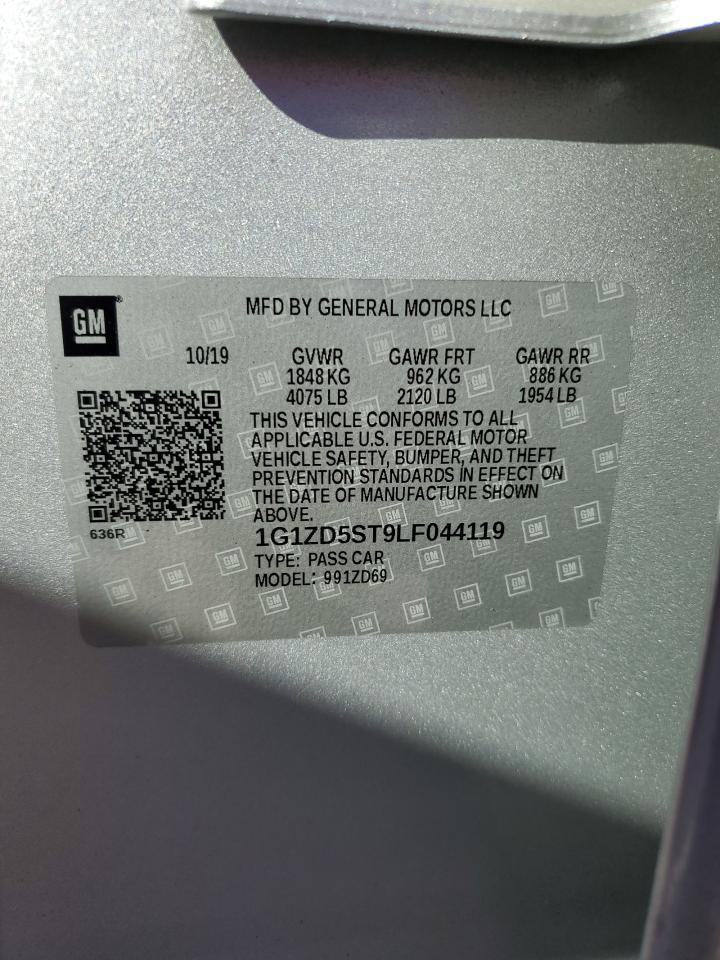 GM
MFD BY GENERAL MOTORS LLC
10/19 GVWR GAWR FRT GAWR RR
1848 KG 962 KG 886 KG
4075 LB 2120 LB 1954 LB
THIS VEHICLE CONFORMS TO ALL
APPLICABLE U.S. FEDERAL MOTOR
VEHICLE SAFETY, BUMPER, AND THEFT
PREVENTION STANDARDS IN EFFECT ON
THE DATE OF MANUFACTURE SHOWN
ABOVE.
636R
1G1ZD5ST9LF044119
TYPE: PASS CAR
MODEL: 991ZD69